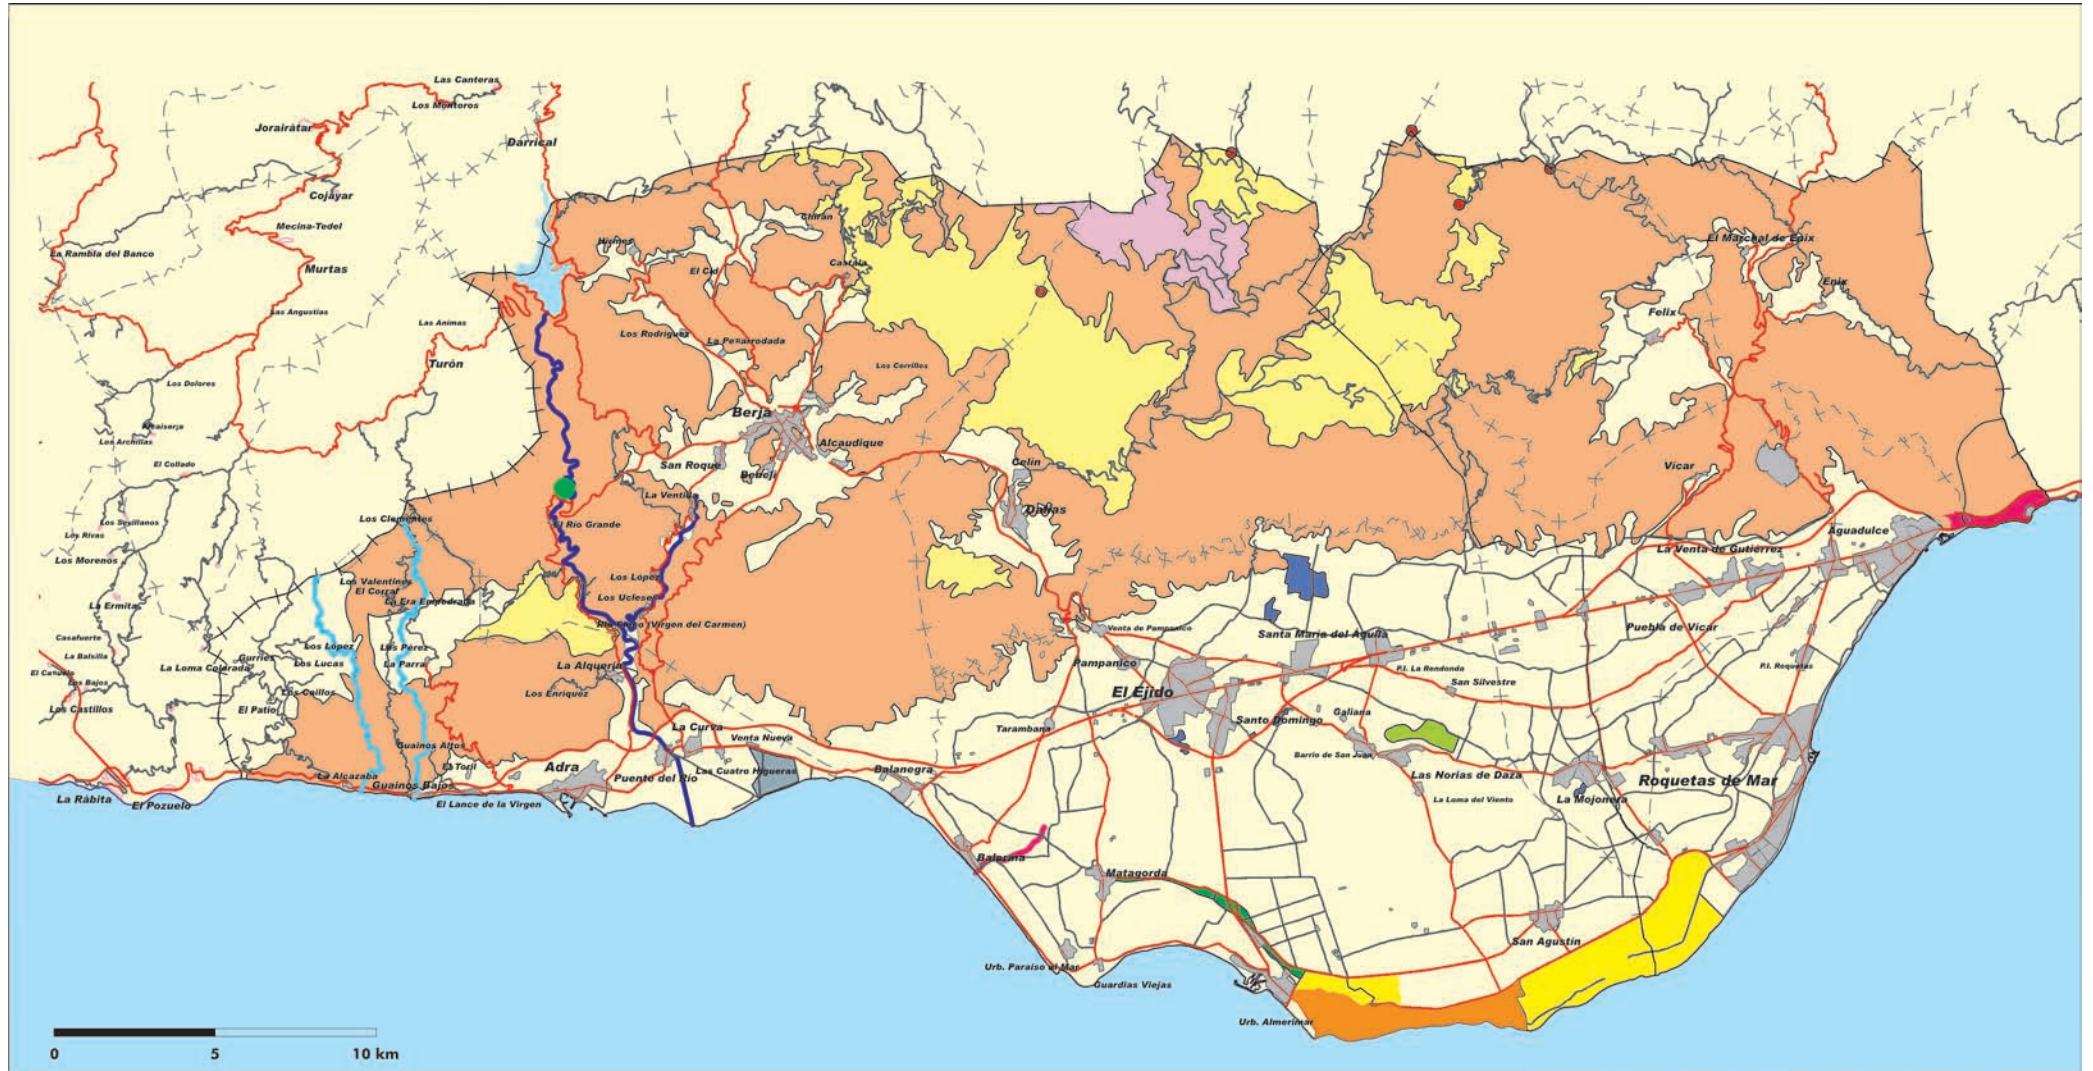 Las Canteras
Los Montoros
Jorairátar
Darrical
Cojáyar
Mecina-Tedel
La Rambla del Banco
Murtas
Las Angustias
Las Animas
Turón
Los Dolores
Los Archillas
El Collado
Los Sevillanos
Los Rivas
Los Morenos
La Ermita
Casafuerte
La Balsilla
El Cañuelo
Los Bajos
Los Castillos
La Loma Colorada
Gurriés
El Patio
Los Cuillos
Los Lucas
Los López
Los Clementes
Los Valentines
El Corral
La Era Empedrada
Los Pérez
La Parra
Guainos Altos
La Alcazaba
Guainos Bajos
El Toril
La Rábita
El Pozuelo
El Lance de la Virgen
Adra
Puente del Río
La Curva
Venta Nueva
Las Cuatro Higueras
La Alquería
Los Enríquez
Río Chico (Virgen del Carmen)
Los Ucleses
Los López
El Río Grande
La Ventilla
Benejí
San Roque
Berja
Alcaudique
Los Cerrillos
La Peñarrodada
Los Rodríguez
El Cid
Hirmes
Chirán
Castala
Celín
Dalías
Balanegra
Tarambana
Pampanico
Venta de Pampanico
El Ejido
Santa María del Águila
Santo Domingo
P.I. La Rendonda
San Silvestre
Galiana
Barrio de San Juan
Las Norias de Daza
La Loma del Viento
La Mojonera
Roquetas de Mar
P.I. Roquetas
Puebla de Vícar
La Venta de Gutiérrez
Aguadulce
Vícar
Felix
Enix
El Marchal de Enix
Balerma
Matagorda
Urb. Paraíso al Mar
Guardias Viejas
Urb. Almerimar
San Agustín
0 5 10 km